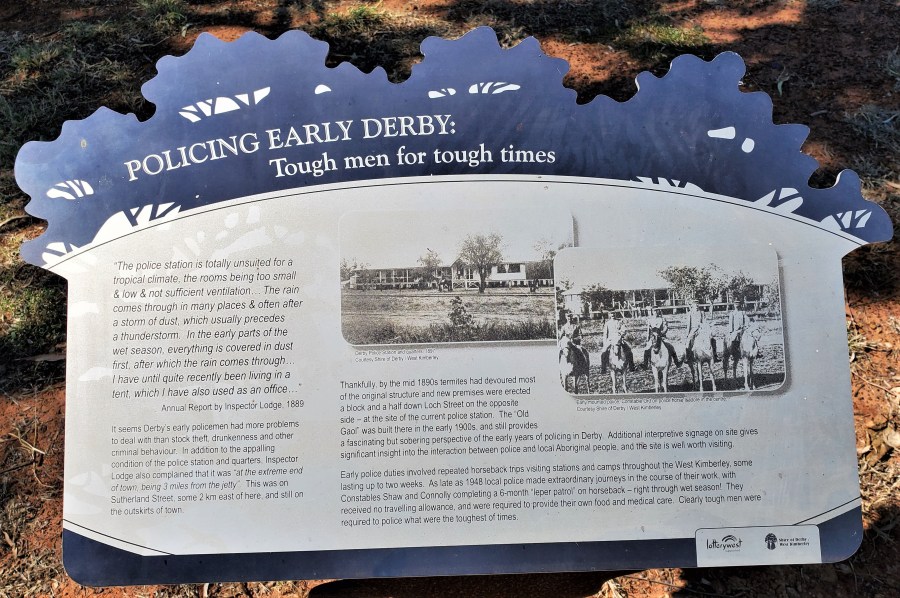 POLICING EARLY DERBY:
Tough men for tough times
"The police station is totally unsuited for a
tropical climate, the rooms being too small
& low & not sufficient ventilation... The rain
comes through in many places & often after
a storm of dust, which usually precedes
a thunderstorm. In the early parts of the
wet season, everything is covered in dust
first, after which the rain comes through...
I have until quite recently been living in a
tent, which I have also used as an office..."
Annual Report by Inspector Lodge, 1889
It seems Derby's early policemen had more problems
to deal with than stock theft, drunkenness and other
criminal behaviour. In addition to the appalling
condition of the police station and quarters, Inspector
Lodge also complained that it was "at the extreme end
of town, being 3 miles from the jetty". This was on
Sutherland Street, some 2 km east of here, and still on
the outskirts of town.
Derby Police Station and quarters,
Courtesy Shire of Derby / West Kimberley
Early mounted police, Constable on police horse
Courtesy Shire of Derby / West Kimberley
Thankfully, by the mid 1890s termites had devoured most
of the original structure and new premises were erected
a block and a half down Loch Street on the opposite
side – at the site of the current police station. The "Old
Gaol" was built there in the early 1900s, and still provides
a fascinating but sobering perspective of the early years of policing in Derby. Additional interpretive signage on site gives
significant insight into the interaction between police and local Aboriginal people, and the site is well worth visiting.
Early police duties involved repeated horseback trips visiting stations and camps throughout the West Kimberley, some
lasting up to two weeks. As late as 1948 local police made extraordinary journeys in the course of their work, with
Constables Shaw and Connolly completing a 6-month "leper patrol" on horseback – right through wet season! They
received no travelling allowance, and were required to provide their own food and medical care. Clearly tough men were
required to police what were the toughest of times.
lotterywest
Shire of Derby
West Kimberley